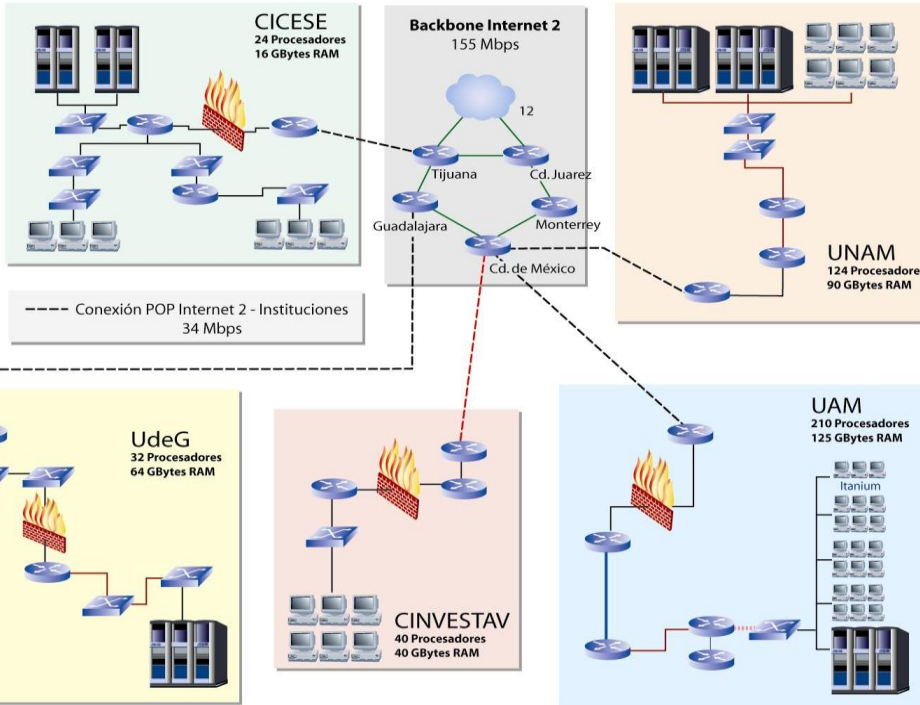 CICESE
24 Procesadores
16 GBytes RAM
Backbone Internet 2
155 Mbps
12
Tijuana
Cd. Juarez
Guadalajara
Monterrey
Cd. de México
UNAM
124 Procesadore
90 GBytes RAM
Conexión POP Internet 2 - Instituciones
34 Mbps
UdeG
32 Procesadores
64 GBytes RAM
CINVESTAV
40 Procesadores
40 GBytes RAM
UAM
210 Procesadores
125 GBytes RAM
Itanium